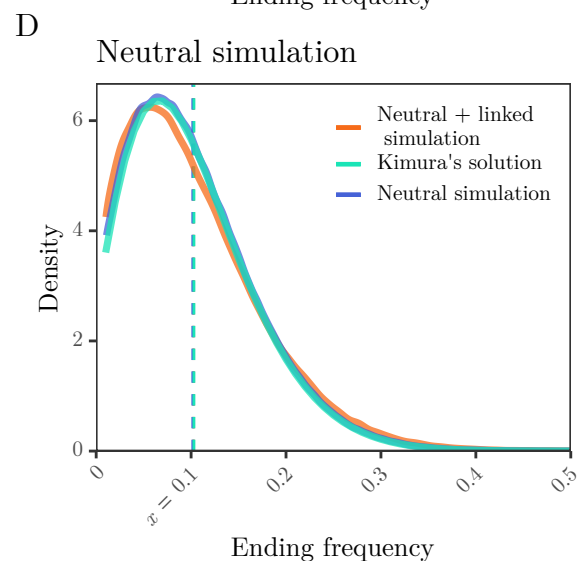 Ending frequency
D
Neutral simulation
Neutral + linked
simulation
Kimura's solution
Neutral simulation
Density
6
4
2
0
0
x = 0.1
0.2
0.3
0.4
0.5
Ending frequency